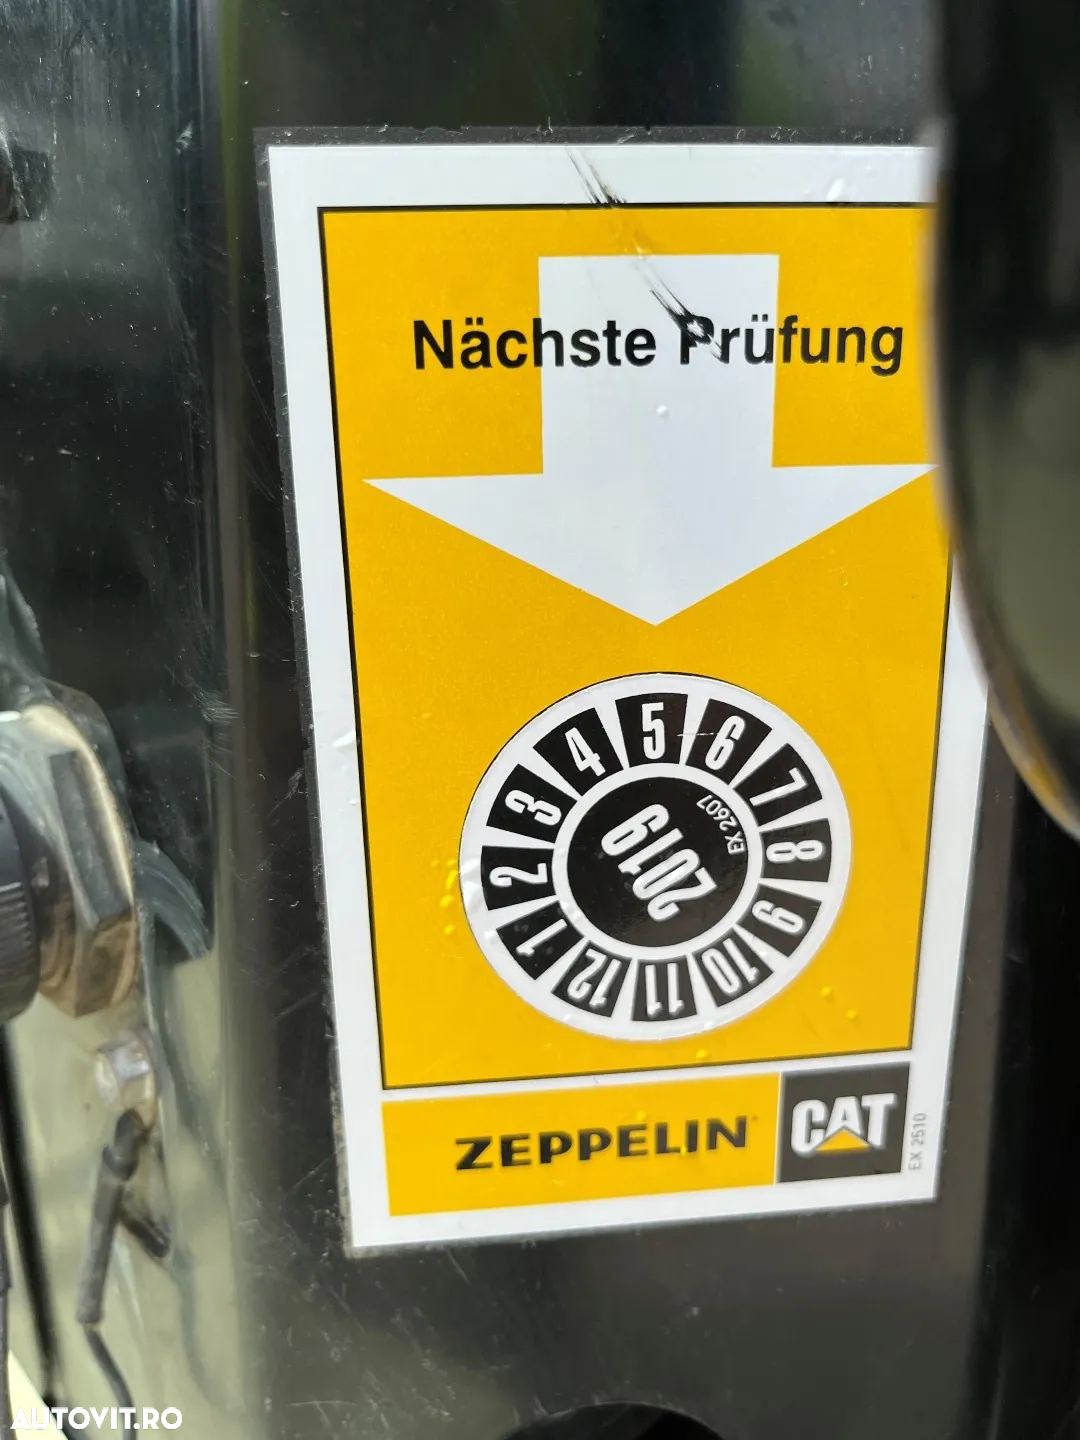 Nächste Prüfung
1
2
3
4
5
6
7
8
9
10
11
12
2019
EX 2607
ZEPPELIN
CAT
EX 2510
AUTOVIT.RO